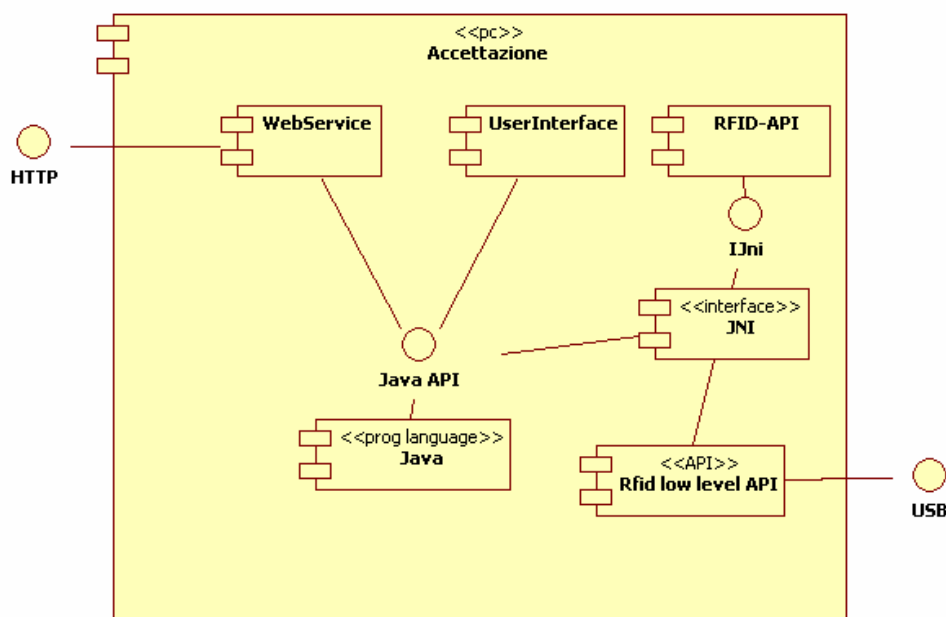 <<pc>>
Accettazione
WebService
UserInterface
RFID-API
HTTP
IJni
<<interface>>
JNI
Java API
<<prog language>>
Java
<<API>>
Rfid low level API
USB